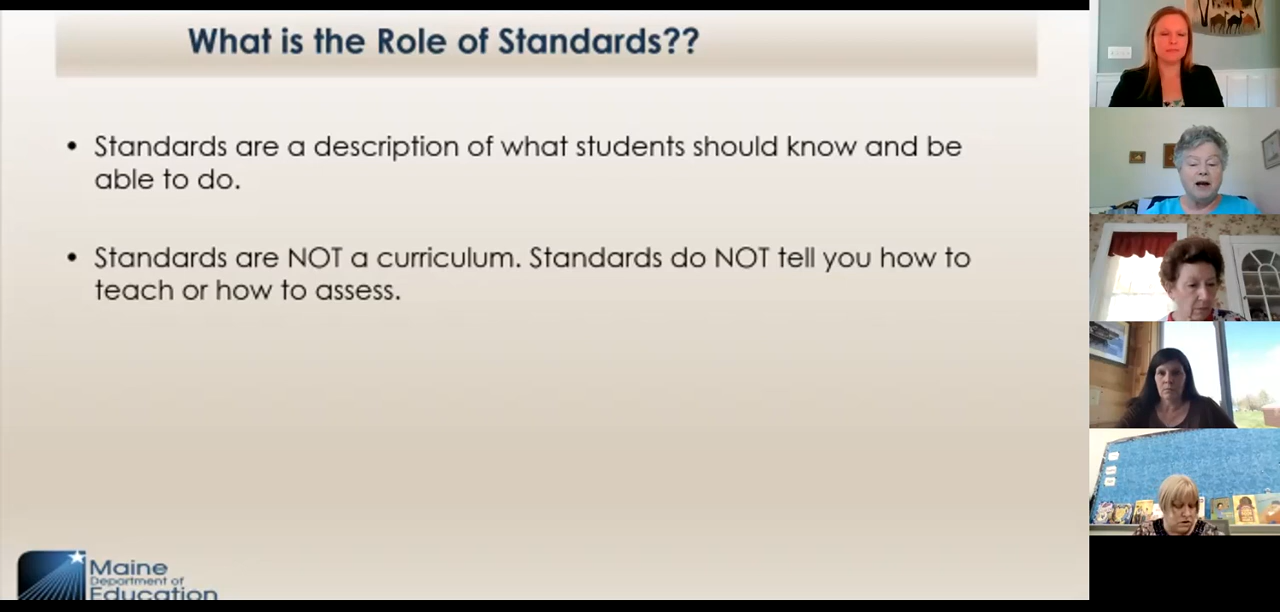 What is the Role of Standards??
• Standards are a description of what students should know and be
able to do.
• Standards are NOT a curriculum. Standards do NOT tell you how to
teach or how to assess.
Maine
Department of
Education